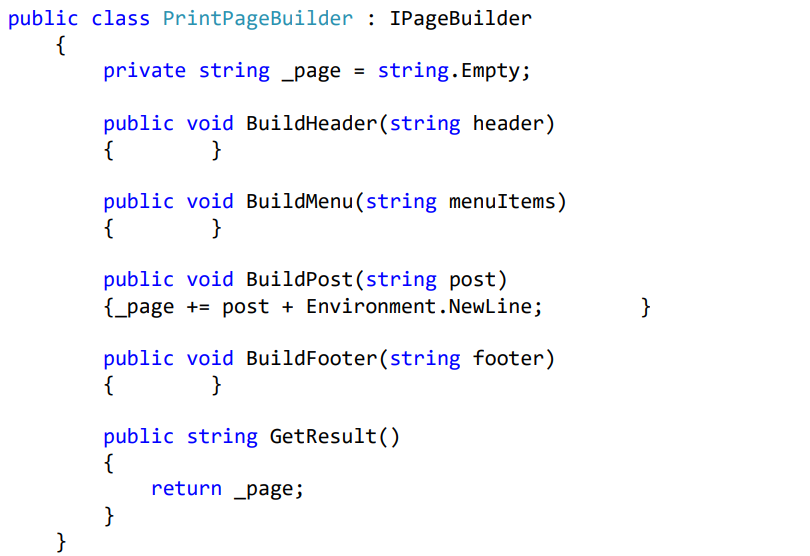 public class PrintPageBuilder : IPageBuilder
    {
        private string _page = string.Empty;

        public void BuildHeader(string header)
        {        }

        public void BuildMenu(string menuItems)
        {        }

        public void BuildPost(string post)
        {_page += post + Environment.NewLine;        }

        public void BuildFooter(string footer)
        {        }

        public string GetResult()
        {
            return _page;
        }
    }